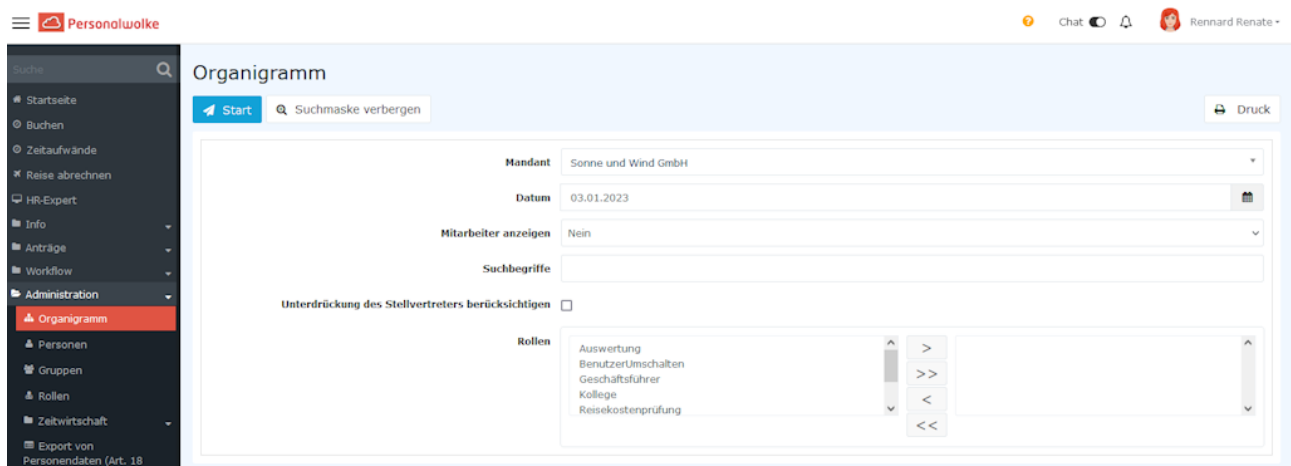 Personalwolke
Chat
Rennard Renate
Suche
Organigramm
Startseite
Start
Suchmaske verbergen
Druck
Buchen
Zeitaufwände
Reise abrechnen
HR-Expert
Info
Anträge
Workflow
Administration
Organigramm
Personen
Gruppen
Rollen
Zeitwirtschaft
Export von
Personendaten (Art. 18
Mandant Sonne und Wind GmbH
Datum 03.01.2023
Mitarbeiter anzeigen Nein
Suchbegriffe
Unterdrückung des Stellvertreters berücksichtigen
Rollen
Auswertung
BenutzerUmschalten
Geschäftsführer
Kollege
Reisekostenprüfung
>
>>
<
<<